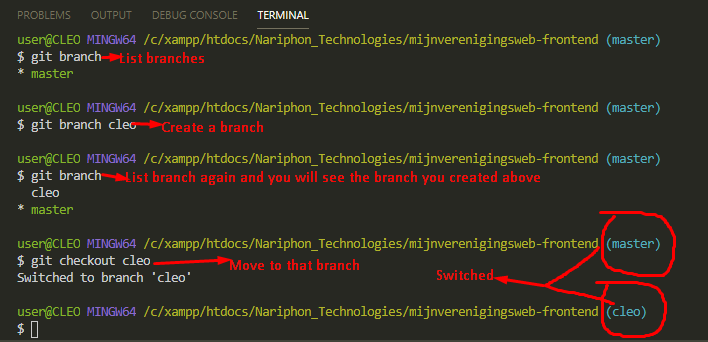 PROBLEMS OUTPUT DEBUG CONSOLE TERMINAL
user@CLEO MINGW64 /c/xampp/htdocs/Nariphon_Technologies/mijnverenigingsweb-frontend (master)
$ git branch List branches
* master
user@CLEO MINGW64 /c/xampp/htdocs/Nariphon_Technologies/mijnverenigingsweb-frontend (master)
$ git branch cleo Create a branch
user@CLEO MINGW64 /c/xampp/htdocs/Nariphon_Technologies/mijnverenigingsweb-frontend (master)
$ git branch List branch again and you will see the branch you created above
cleo
* master
user@CLEO MINGW64 /c/xampp/htdocs/Nariphon_Technologies/mijnverenigingsweb-frontend (master)
$ git checkout cleo Move to that branch
Switched to branch 'cleo' Switched
user@CLEO MINGW64 /c/xampp/htdocs/Nariphon_Technologies/mijnverenigingsweb-frontend (cleo)
$